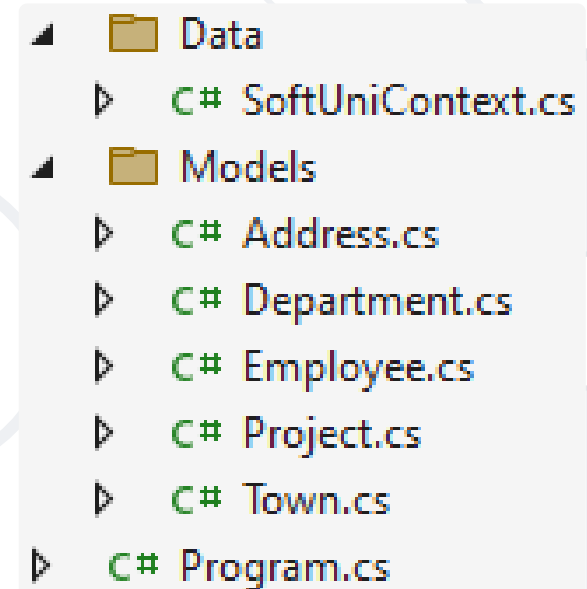 Data
C# SoftUniContext.cs
Models
C# Address.cs
C# Department.cs
C# Employee.cs
C# Project.cs
C# Town.cs
C# Program.cs